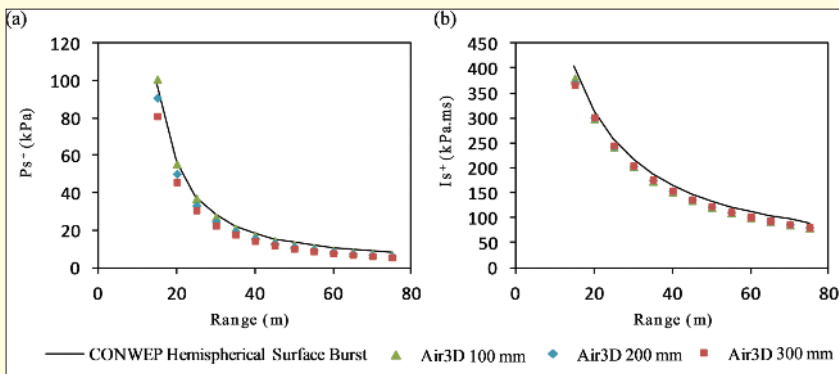 (a)
120
100
80
60
40
20
0
Ps- (kPa)
0 20 40 60 80
Range (m)
(b)
450
400
350
300
250
200
150
100
50
0
Is+ (kPa.ms)
0 20 40 60 80
Range (m)
CONWEP Hemispherical Surface Burst Air3D 100 mm Air3D 200 mm Air3D 300 mm